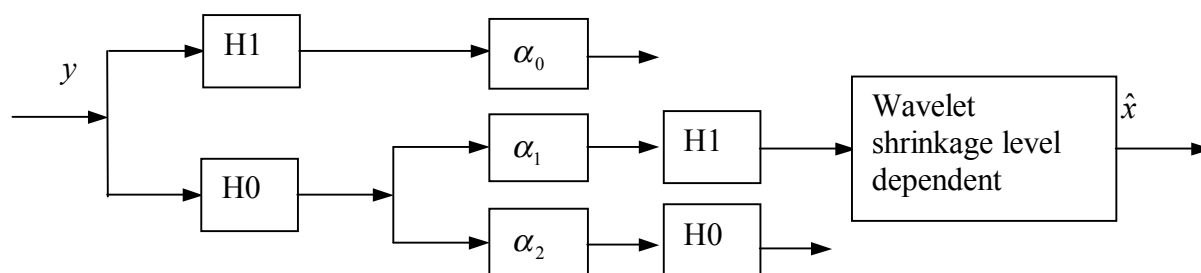 H1
α₀
y
Wavelet
shrinkage level
dependent
x̂
α₁
H1
H0
α₂
H0